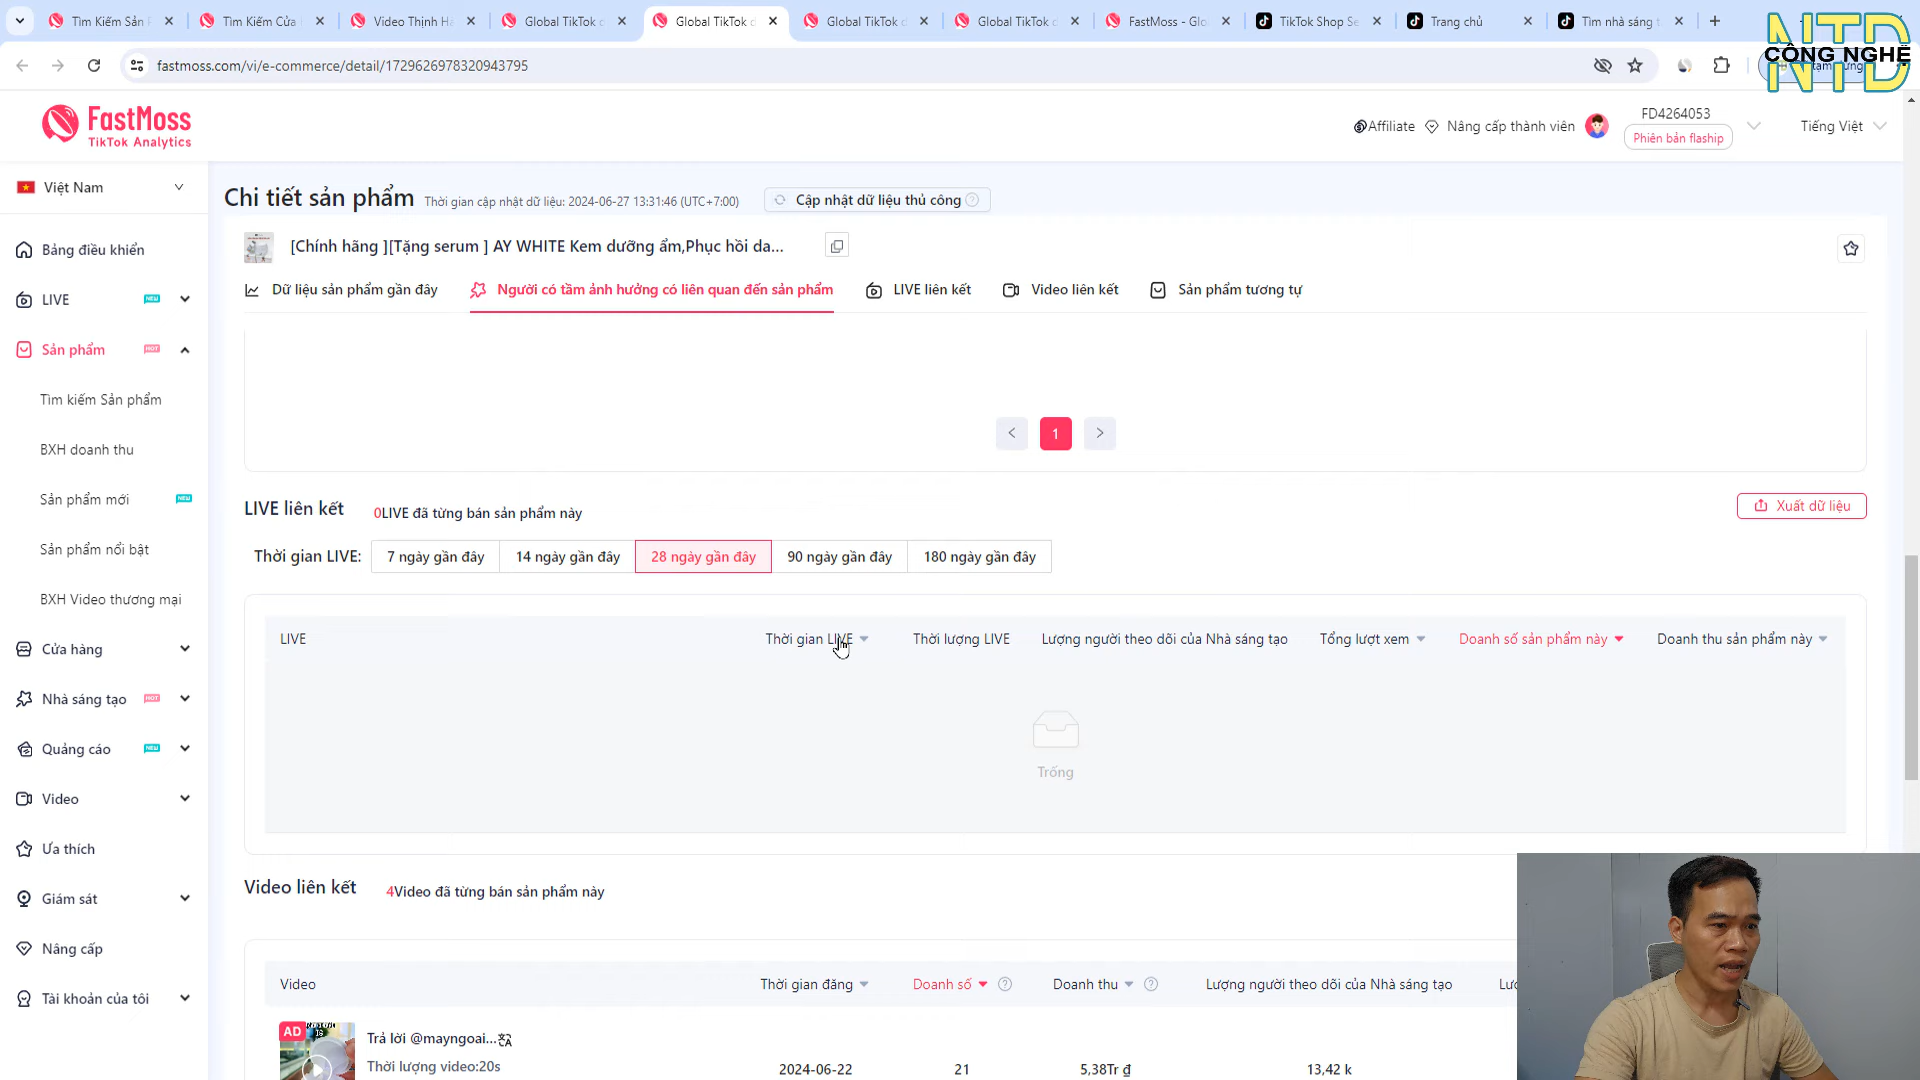 Tìm Kiếm Sản
Tìm Kiếm Cửa
Video Thịnh H
Global TikTok
Global TikTok
Global TikTok
Global TikTok
FastMoss - Glo
TikTok Shop Se
Trang chủ
Tìm nhà sáng
NTD
CÔNG NGHỆ
fastmoss.com/vi/e-commerce/detail/1729626978320943795
FastMoss
TikTok Analytics
Affiliate
Nâng cấp thành viên
FD4264053
Phiên bản flaship
Tiếng Việt
Việt Nam
Chi tiết sản phẩm
Thời gian cập nhật dữ liệu: 2024-06-27 13:31:46 (UTC+7:00)
Cập nhật dữ liệu thủ công
Bảng điều khiển
[Chính hãng ][Tặng serum ] AY WHITE Kem dưỡng ẩm,Phục hồi da...
LIVE NEW
Dữ liệu sản phẩm gần đây
Người có tầm ảnh hưởng có liên quan đến sản phẩm
LIVE liên kết
Video liên kết
Sản phẩm tương tự
Sản phẩm HOT
Tìm kiếm Sản phẩm
BXH doanh thu
Sản phẩm mới NEW
Sản phẩm nổi bật
BXH Video thương mại
Cửa hàng
Nhà sáng tạo HOT
Quảng cáo NEW
Video
Ưa thích
Giám sát
Nâng cấp
Tài khoản của tôi
< 1 >
LIVE liên kết
0LIVE đã từng bán sản phẩm này
Xuất dữ liệu
Thời gian LIVE: 7 ngày gần đây 14 ngày gần đây 28 ngày gần đây 90 ngày gần đây 180 ngày gần đây
LIVE Thời gian LIVE Thời lượng LIVE Lượng người theo dõi của Nhà sáng tạo Tổng lượt xem Doanh số sản phẩm này Doanh thu sản phẩm này
Trống
Video liên kết
4Video đã từng bán sản phẩm này
Video Thời gian đăng Doanh số Doanh thu Lượng người theo dõi của Nhà sáng tạo
AD
Trả lời @mayngoai...
Thời lượng video:20s
2024-06-22 21 5,38Tr ₫ 13,42 k